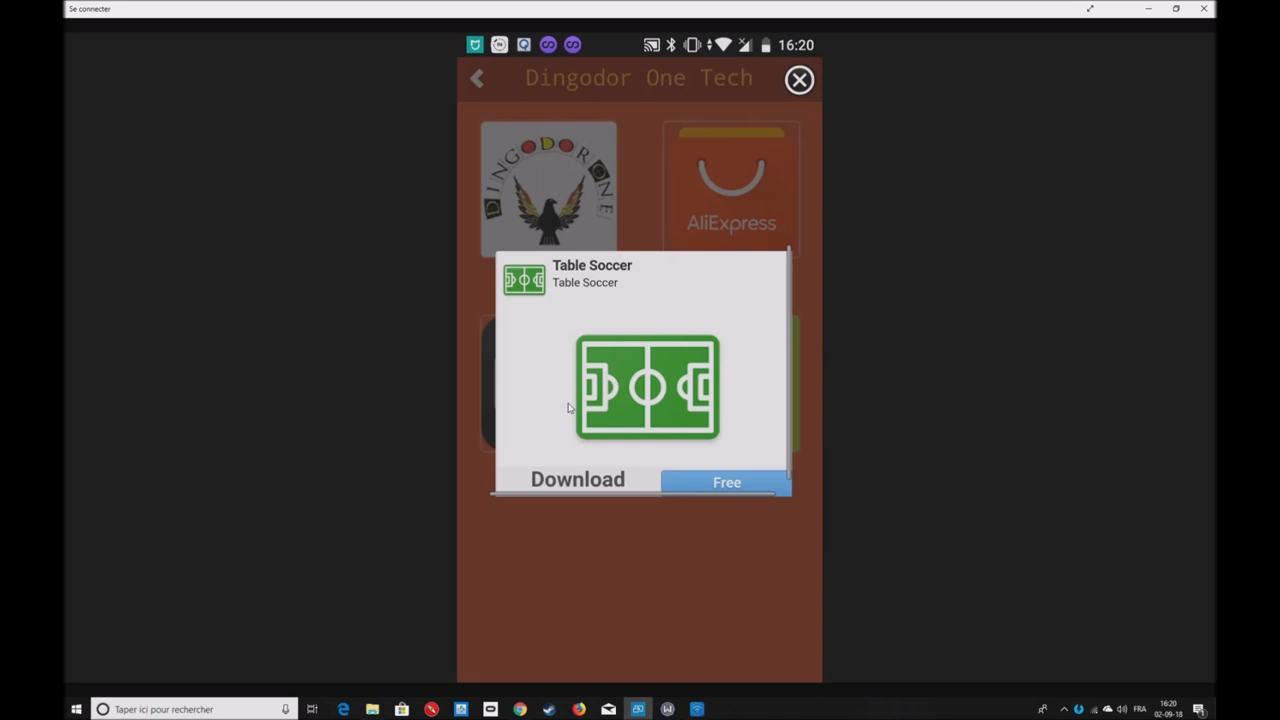 Se connecter
16:20
Dingodor One Tech
DINGODORONE
AliExpress
Table Soccer
Table Soccer
Download
Free
Taper ici pour rechercher
FRA
16:20
02-09-18